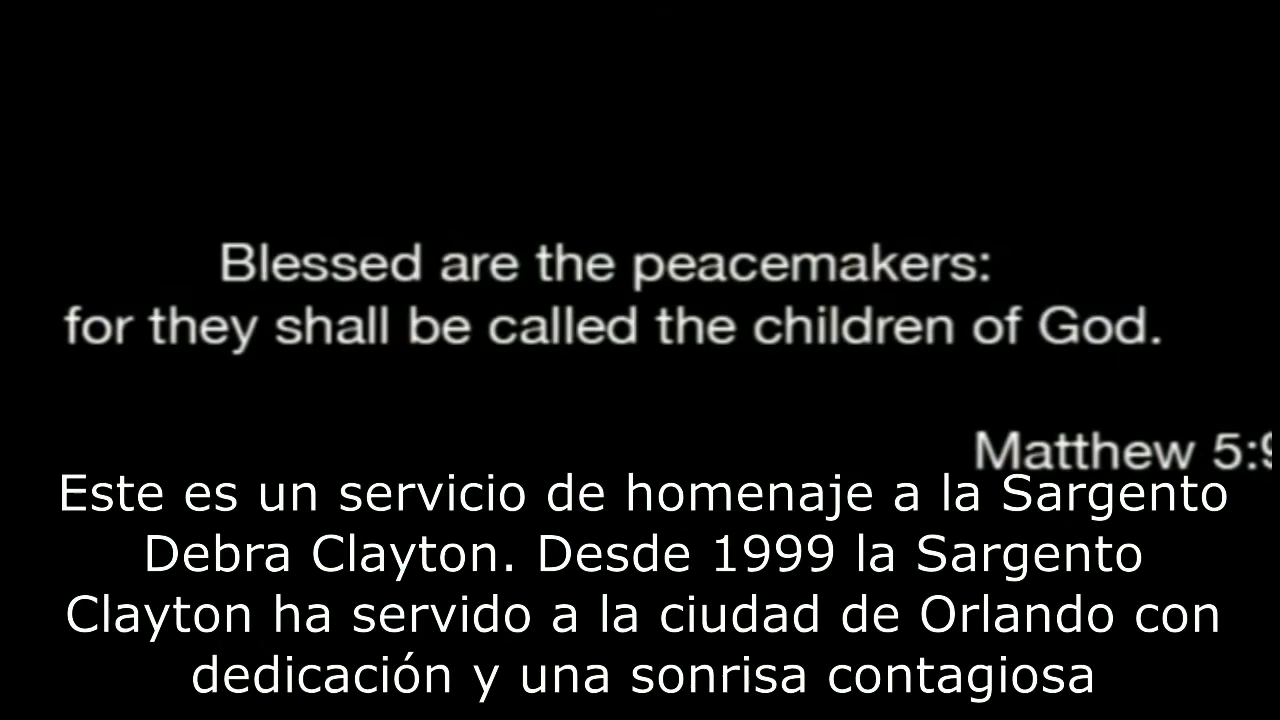 Blessed are the peacemakers:
for they shall be called the children of God.
Matthew 5:9
Este es un servicio de homenaje a la Sargento
Debra Clayton. Desde 1999 la Sargento
Clayton ha servido a la ciudad de Orlando con
dedicación y una sonrisa contagiosa